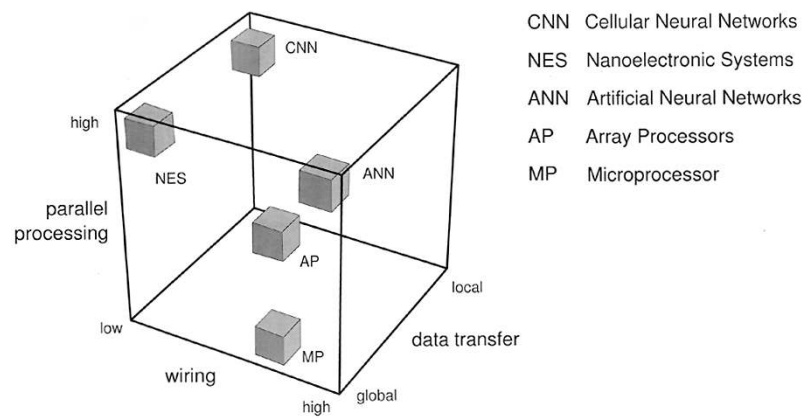 CNN
high
NES
ANN
parallel
processing
AP
local
low
MP
data transfer
wiring
high
global
CNN Cellular Neural Networks
NES Nanoelectronic Systems
ANN Artificial Neural Networks
AP Array Processors
MP Microprocessor